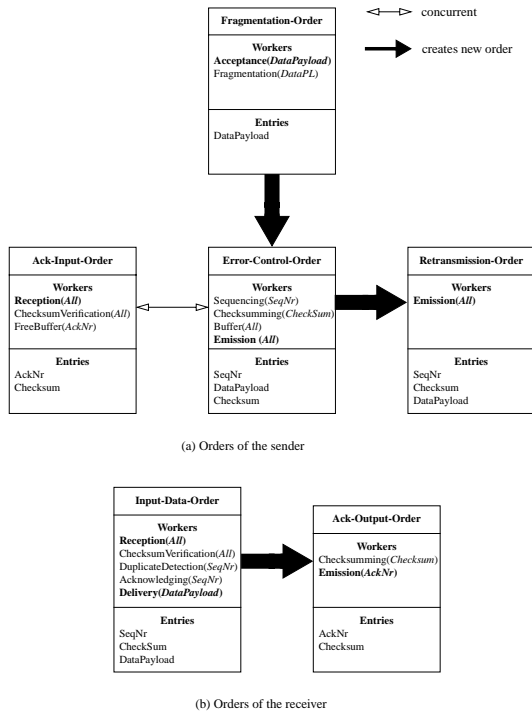 Fragmentation-Order
Workers
Acceptance(DataPayload)
Fragmentation(DataPL)
Entries
DataPayload
concurrent
creates new order
Ack-Input-Order
Workers
Reception(All)
ChecksumVerification(All)
FreeBuffer(AckNr)
Entries
AckNr
Checksum
Error-Control-Order
Workers
Sequencing(SeqNr)
Checksumming(CheckSum)
Buffer(All)
Emission (All)
Entries
SeqNr
DataPayload
Checksum
Retransmission-Order
Workers
Emission(All)
Entries
SeqNr
Checksum
DataPayload
(a) Orders of the sender
Input-Data-Order
Workers
Reception(All)
ChecksumVerification(All)
DuplicateDetection(SeqNr)
Acknowledging(SeqNr)
Delivery(DataPayload)
Entries
SeqNr
CheckSum
DataPayload
Ack-Output-Order
Workers
Checksumming(Checksum)
Emission(AckNr)
Entries
AckNr
Checksum
(b) Orders of the receiver